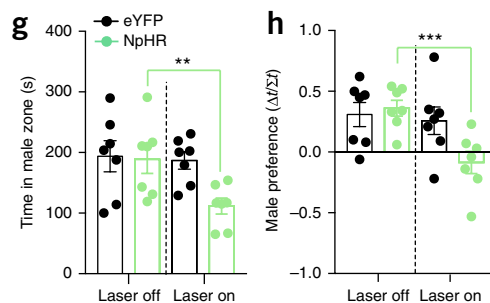 g
eYFP
NpHR
**
Time in male zone (s)
400
300
200
100
0
Laser off
Laser on
h
***
Male preference (Δt/Σt)
1.0
0.5
0.0
−0.5
−1.0
Laser off
Laser on